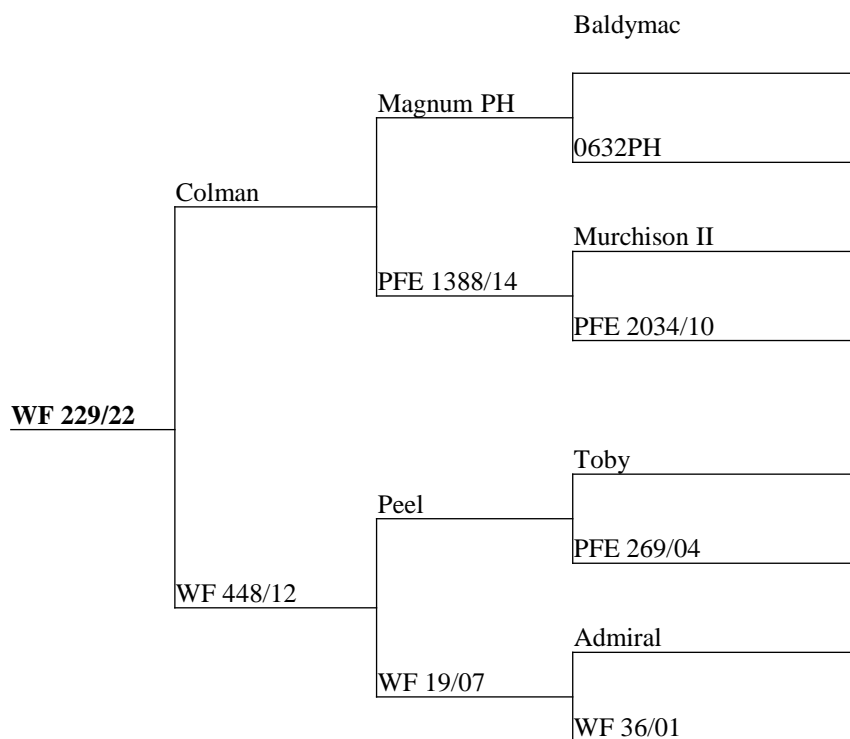 Baldymac
Magnum PH
0632PH
Colman
Murchison II
PFE 1388/14
PFE 2034/10
WF 229/22
Toby
Peel
PFE 269/04
WF 448/12
Admiral
WF 19/07
WF 36/01